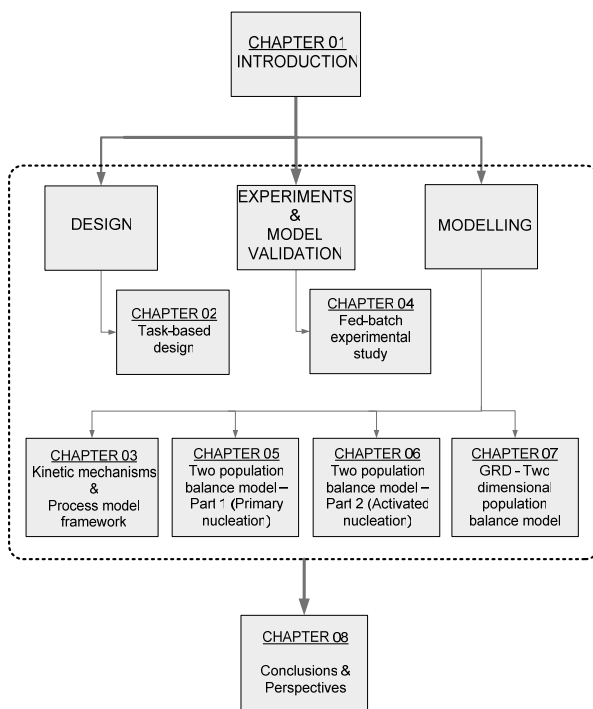 CHAPTER 01
INTRODUCTION
DESIGN
EXPERIMENTS
&
MODEL
VALIDATION
MODELLING
CHAPTER 02
Task-based
design
CHAPTER 04
Fed-batch
experimental
study
CHAPTER 03
Kinetic mechanisms
&
Process model
framework
CHAPTER 05
Two population
balance model –
Part 1 (Primary
nucleation)
CHAPTER 06
Two population
balance model –
Part 2 (Activated
nucleation)
CHAPTER 07
GRD - Two
dimensional
population
balance model
CHAPTER 08
Conclusions &
Perspectives